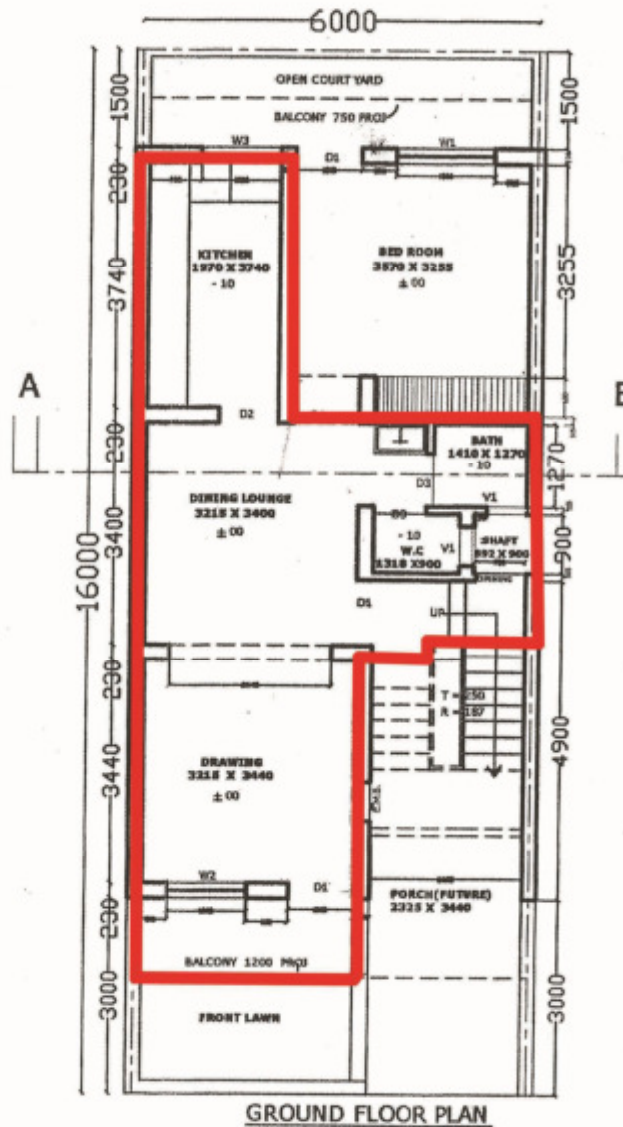 6000
1500
OPEN COURT YARD
BALCONY 750 PROJ
1500
W3
D1
W1
230
KITCHEN
1970 X 3740
- 10
BED ROOM
3570 X 3255
± 00
3740
3255
A
D2
230
BATH
1410 X 1270
- 10
1270
DINING LOUNGE
3215 X 3400
± 00
D3
V1
- 10
W.C
1318 X900
V1
SHAFT
900
OPENING
3400
16000
D1
UP
230
T = 250
R = 187
4900
DRAWING
3215 X 3440
± 00
3440
W2
D1
PORCH(FUTURE)
2325 X 3440
230
BALCONY 1200 PROJ
3000
FRONT LAWN
3000
GROUND FLOOR PLAN